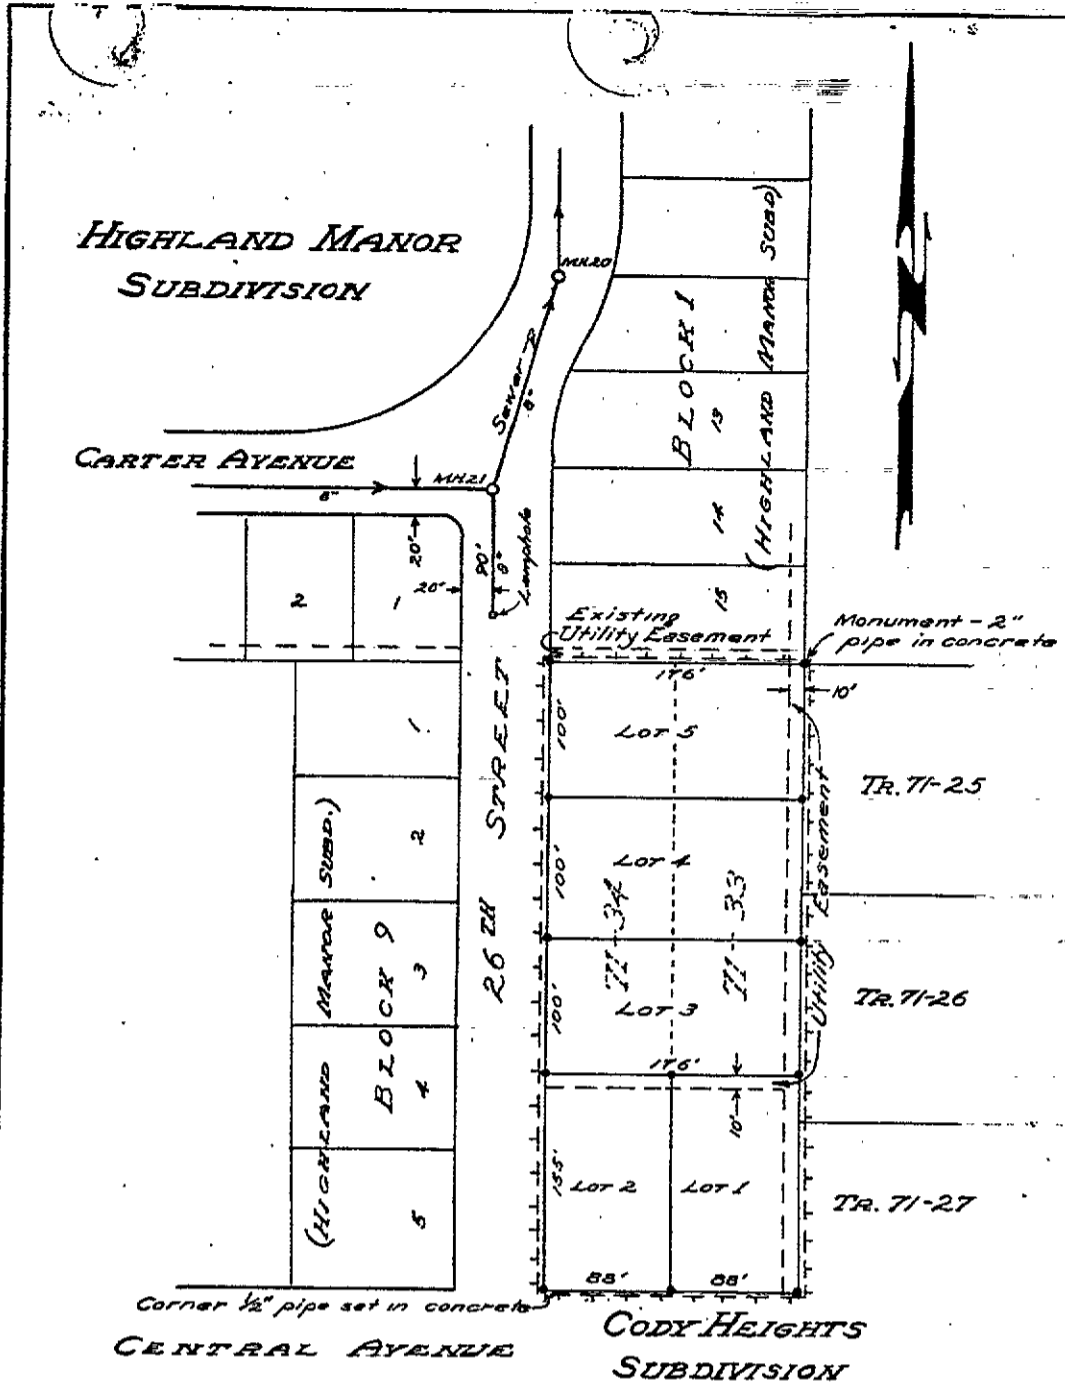 HIGHLAND MANOR
SUBDIVISION
MH.20
Sewer
8"
CARTER AVENUE
MH21
8"
20'
20'
90'
8"
Lamphole
2
1
BLOCK 1
(HIGHLAND MANOR SUBD)
13
14
15
N
Existing
Utility Easement
Monument - 2"
pipe in concrete
176'
10'
100'
LOT 5
TR. 71-25
100'
LOT 4
71-34
71-33
Utility Easement
100'
LOT 3
TR. 71-26
176'
10'
155'
LOT 2
LOT 1
TR. 71-27
88'
88'
26TH STREET
1
2
3
4
5
BLOCK 9
(HIGHLAND MANOR SUBD.)
Corner 1/2" pipe set in concrete
CENTRAL AVENUE
CODY HEIGHTS
SUBDIVISION